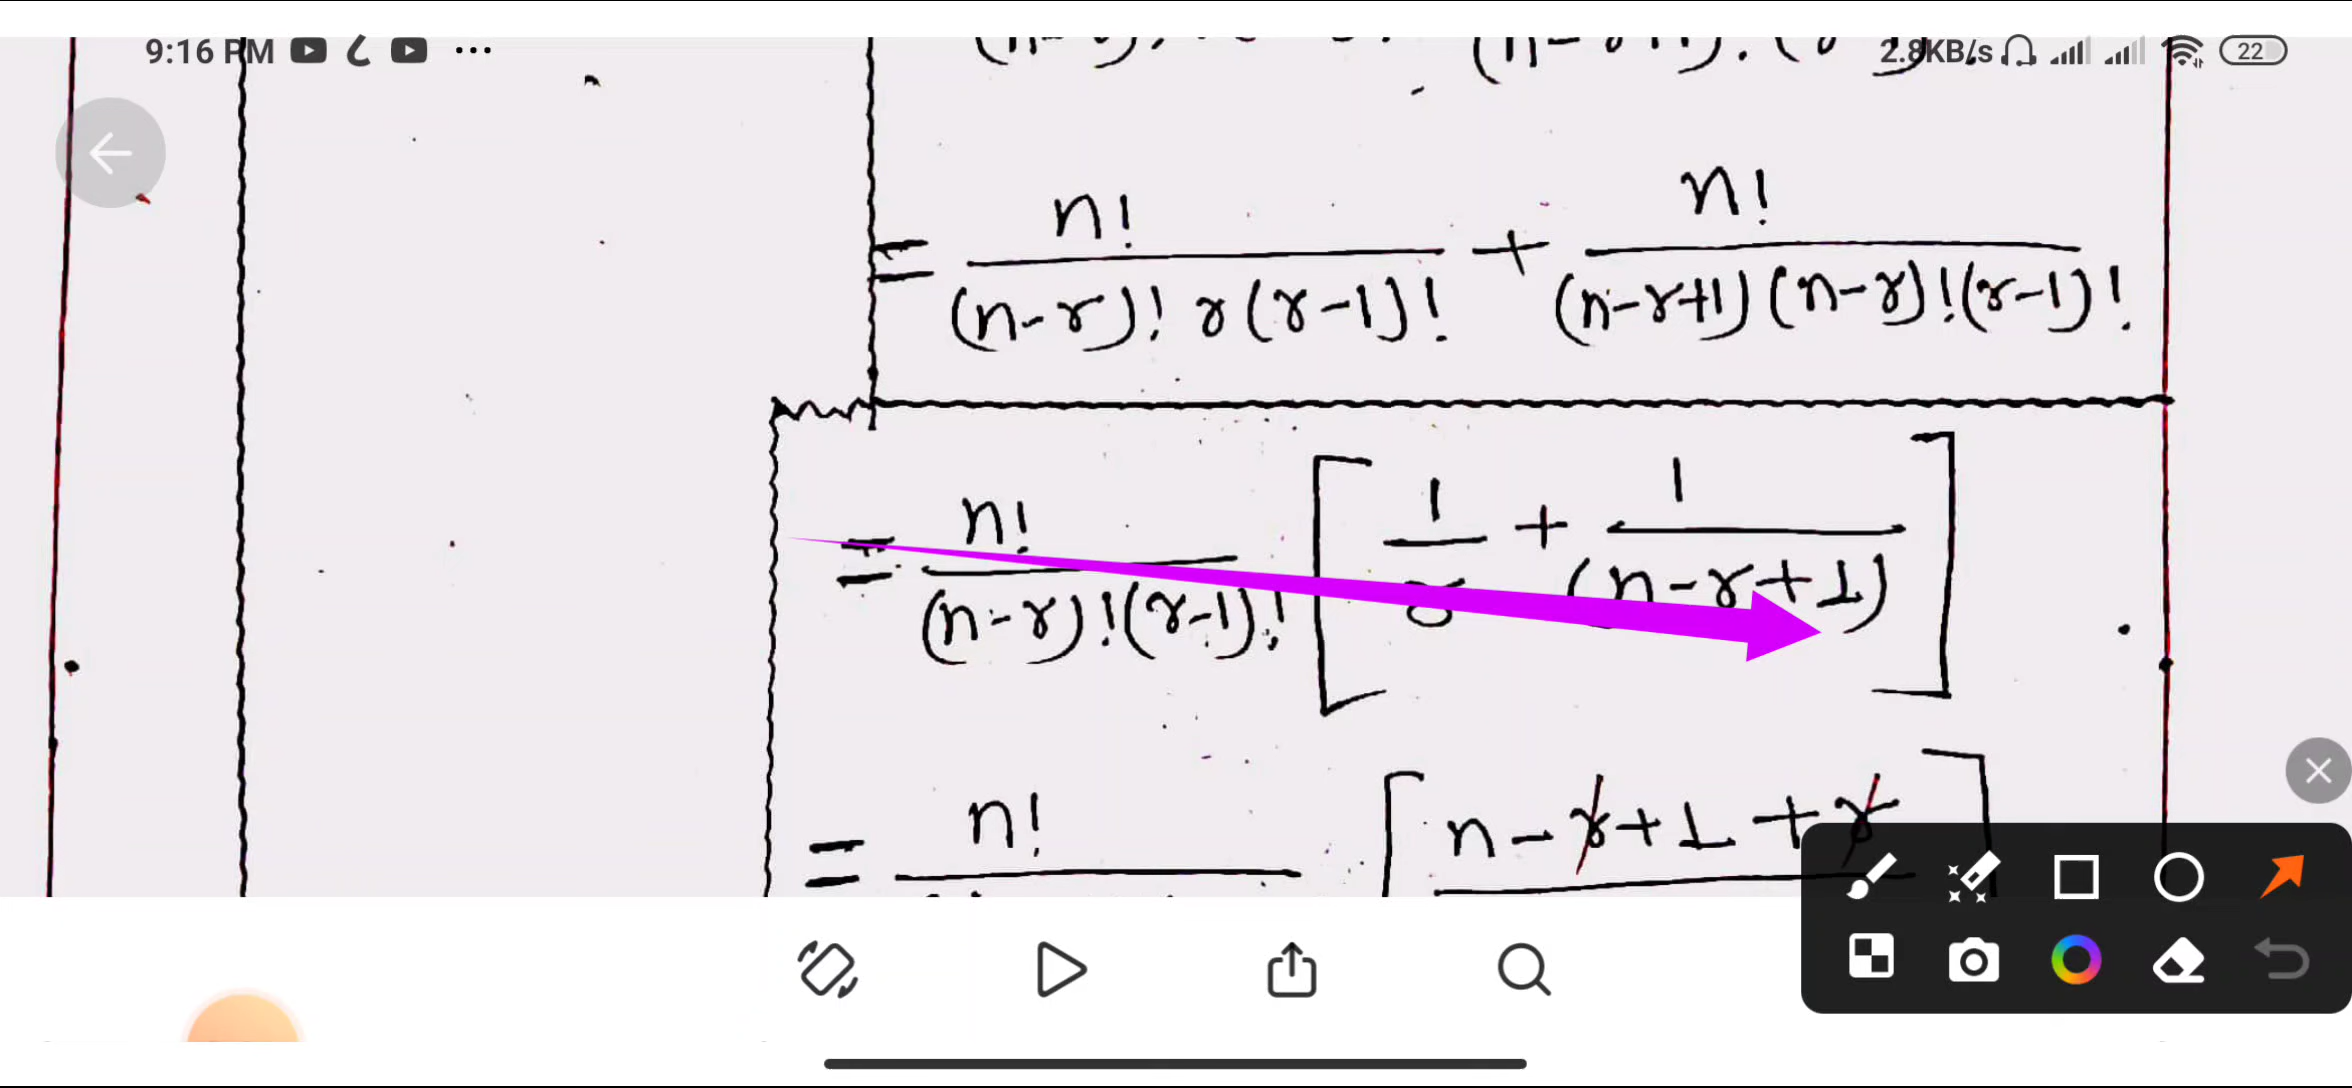 9:16 PM ... 2.8KB/s 22
= n!/((n-r)! r(r-1)!) + n!/((n-r+1)(n-r)!(r-1)!)
= n!/((n-r)!(r-1)!) [1/r + 1/(n-r+1)]
= n! [n-r+1+r